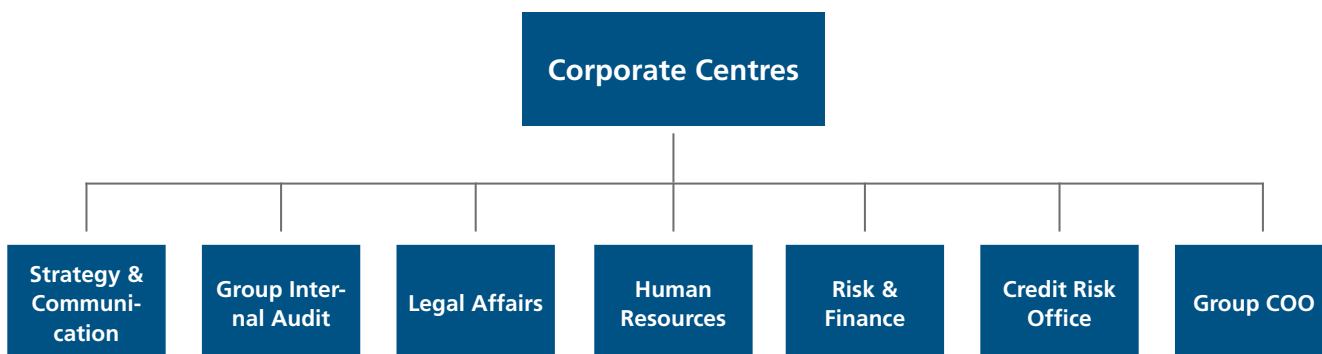 Corporate Centres
Strategy &
Communi-
cation
Group Inter-
nal Audit
Legal Affairs
Human
Resources
Risk &
Finance
Credit Risk
Office
Group COO